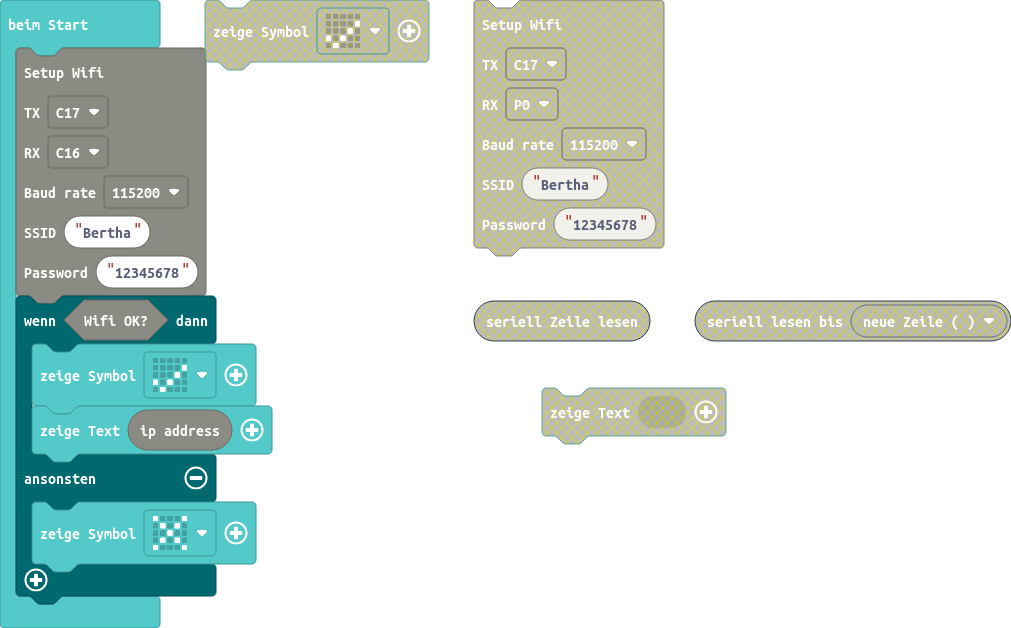 beim Start
Setup Wifi
TX C17
RX C16
Baud rate 115200
SSID "Bertha"
Password "12345678"
wenn Wifi OK? dann
zeige Symbol
zeige Text ip address
ansonsten
zeige Symbol
zeige Symbol
Setup Wifi
TX C17
RX P0
Baud rate 115200
SSID "Bertha"
Password "12345678"
seriell Zeile lesen
seriell lesen bis neue Zeile ( )
zeige Text